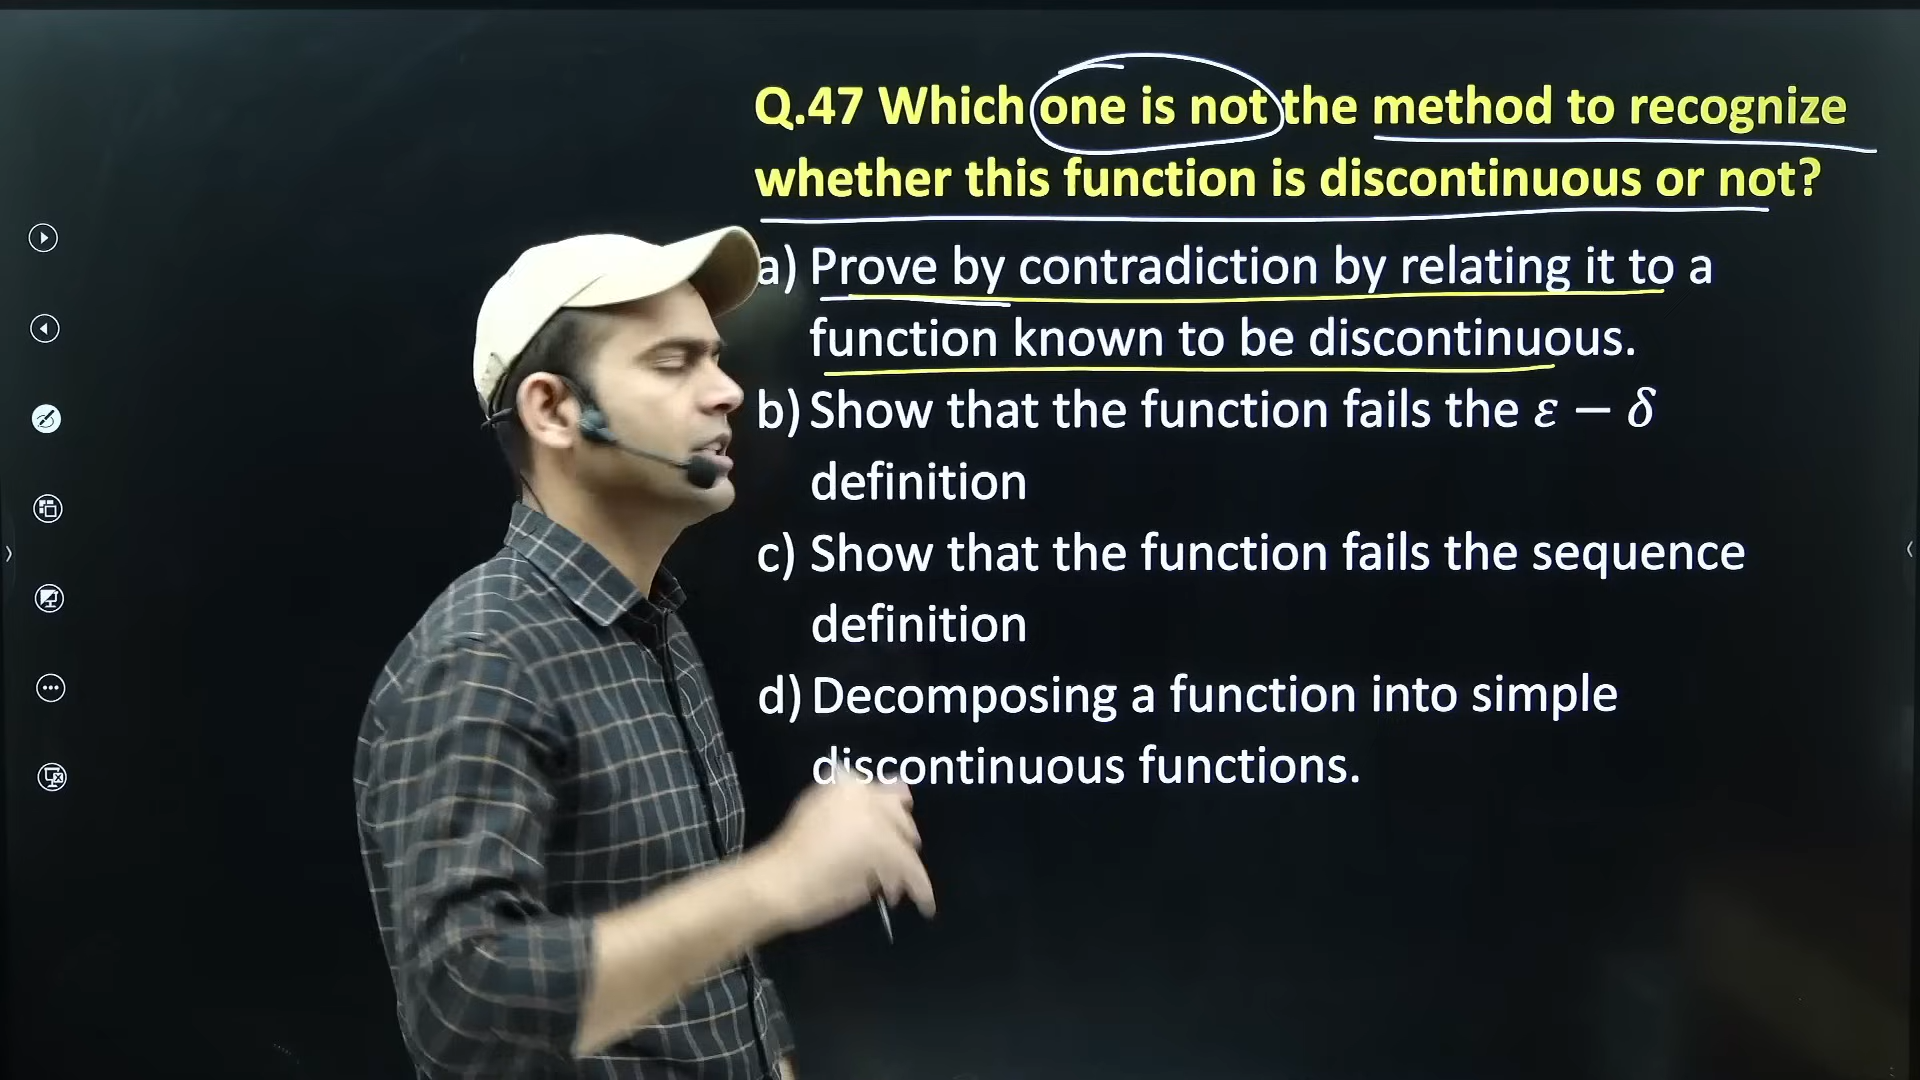 Q.47 Which one is not the method to recognize
whether this function is discontinuous or not?
a) Prove by contradiction by relating it to a
function known to be discontinuous.
b) Show that the function fails the ε − δ
definition
c) Show that the function fails the sequence
definition
d) Decomposing a function into simple
discontinuous functions.